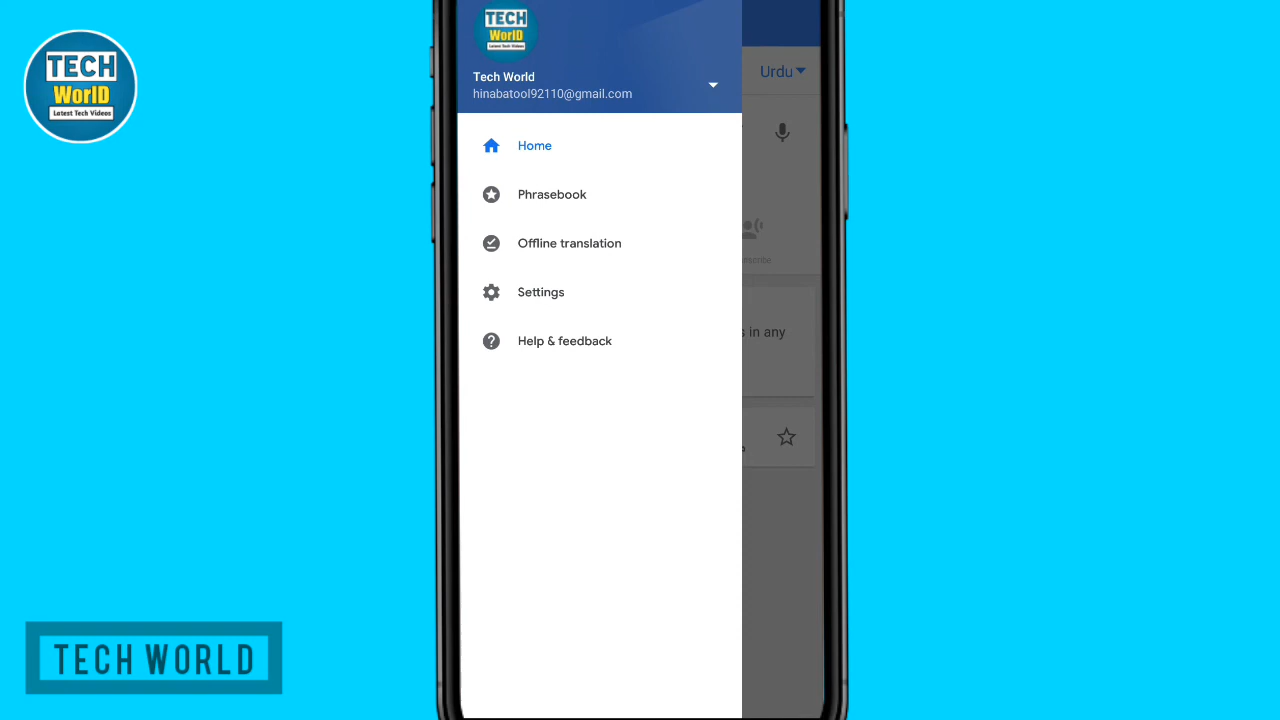 TECH
WorlD
Latest Tech Videos
TECH
WorlD
Latest Tech Videos
Tech World
hinabatool92110@gmail.com
Urdu
Home
Phrasebook
Offline translation
Settings
Help & feedback
s in any
TECH WORLD